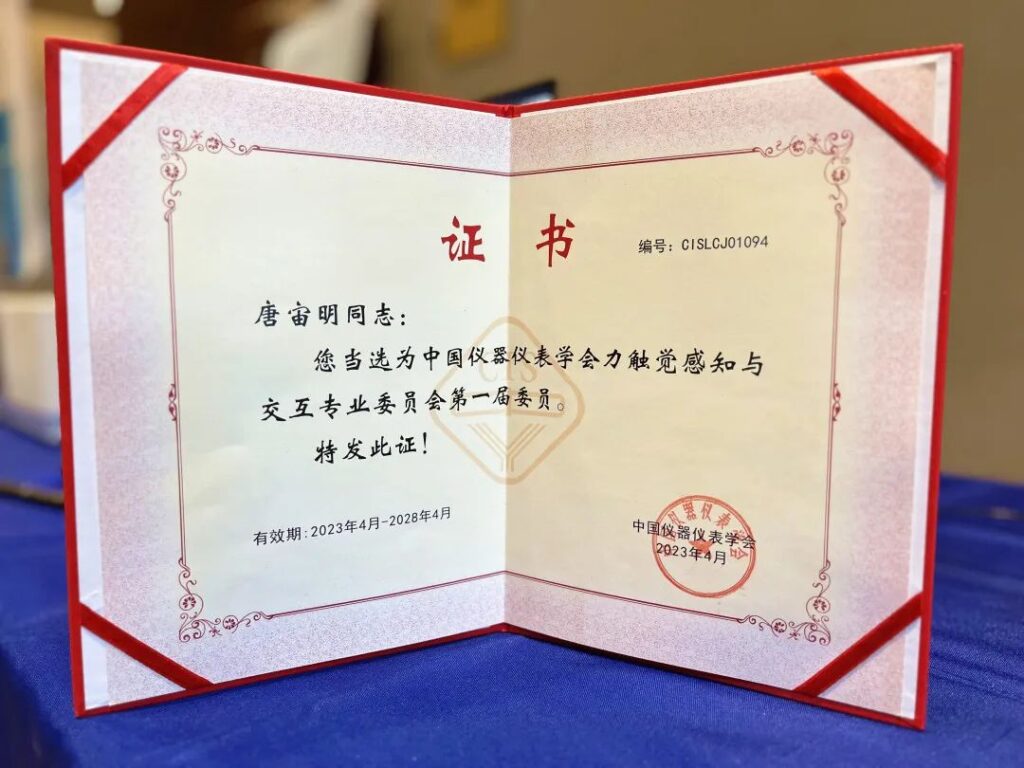 证书
编号：CISLCJ01094
唐宙明同志：
您当选为中国仪器仪表学会力触觉感知与
交互专业委员会第一届委员。
特发此证！
CIS
有效期：2023年4月-2028年4月
中国仪器仪表学会
2023年4月